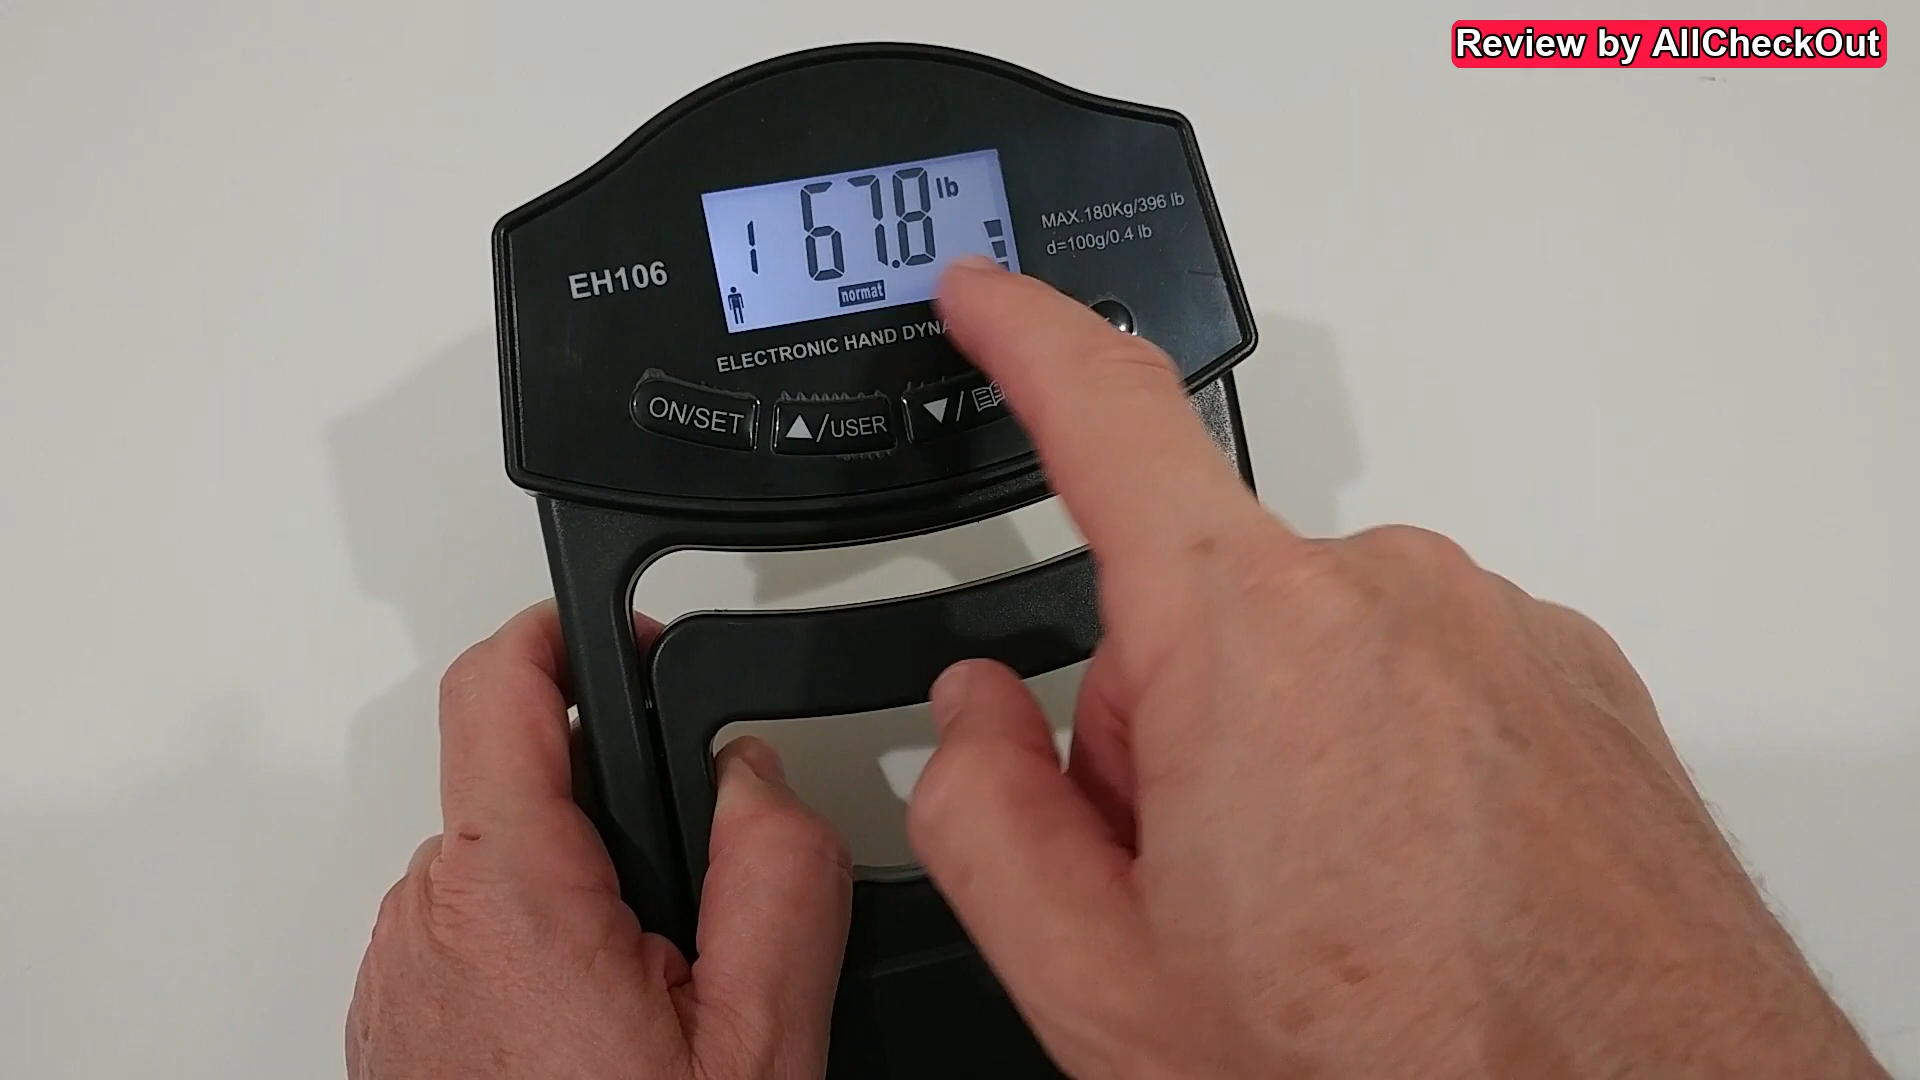 Review by AllCheckOut
1 67.8 lb
normat
MAX.180Kg/396 lb
d=100g/0.4 lb
EH106
ELECTRONIC HAND
ON/SET
▲/USER
▼/